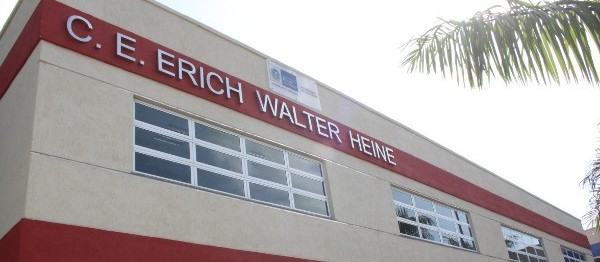 C. E. ERICH WALTER HEINE